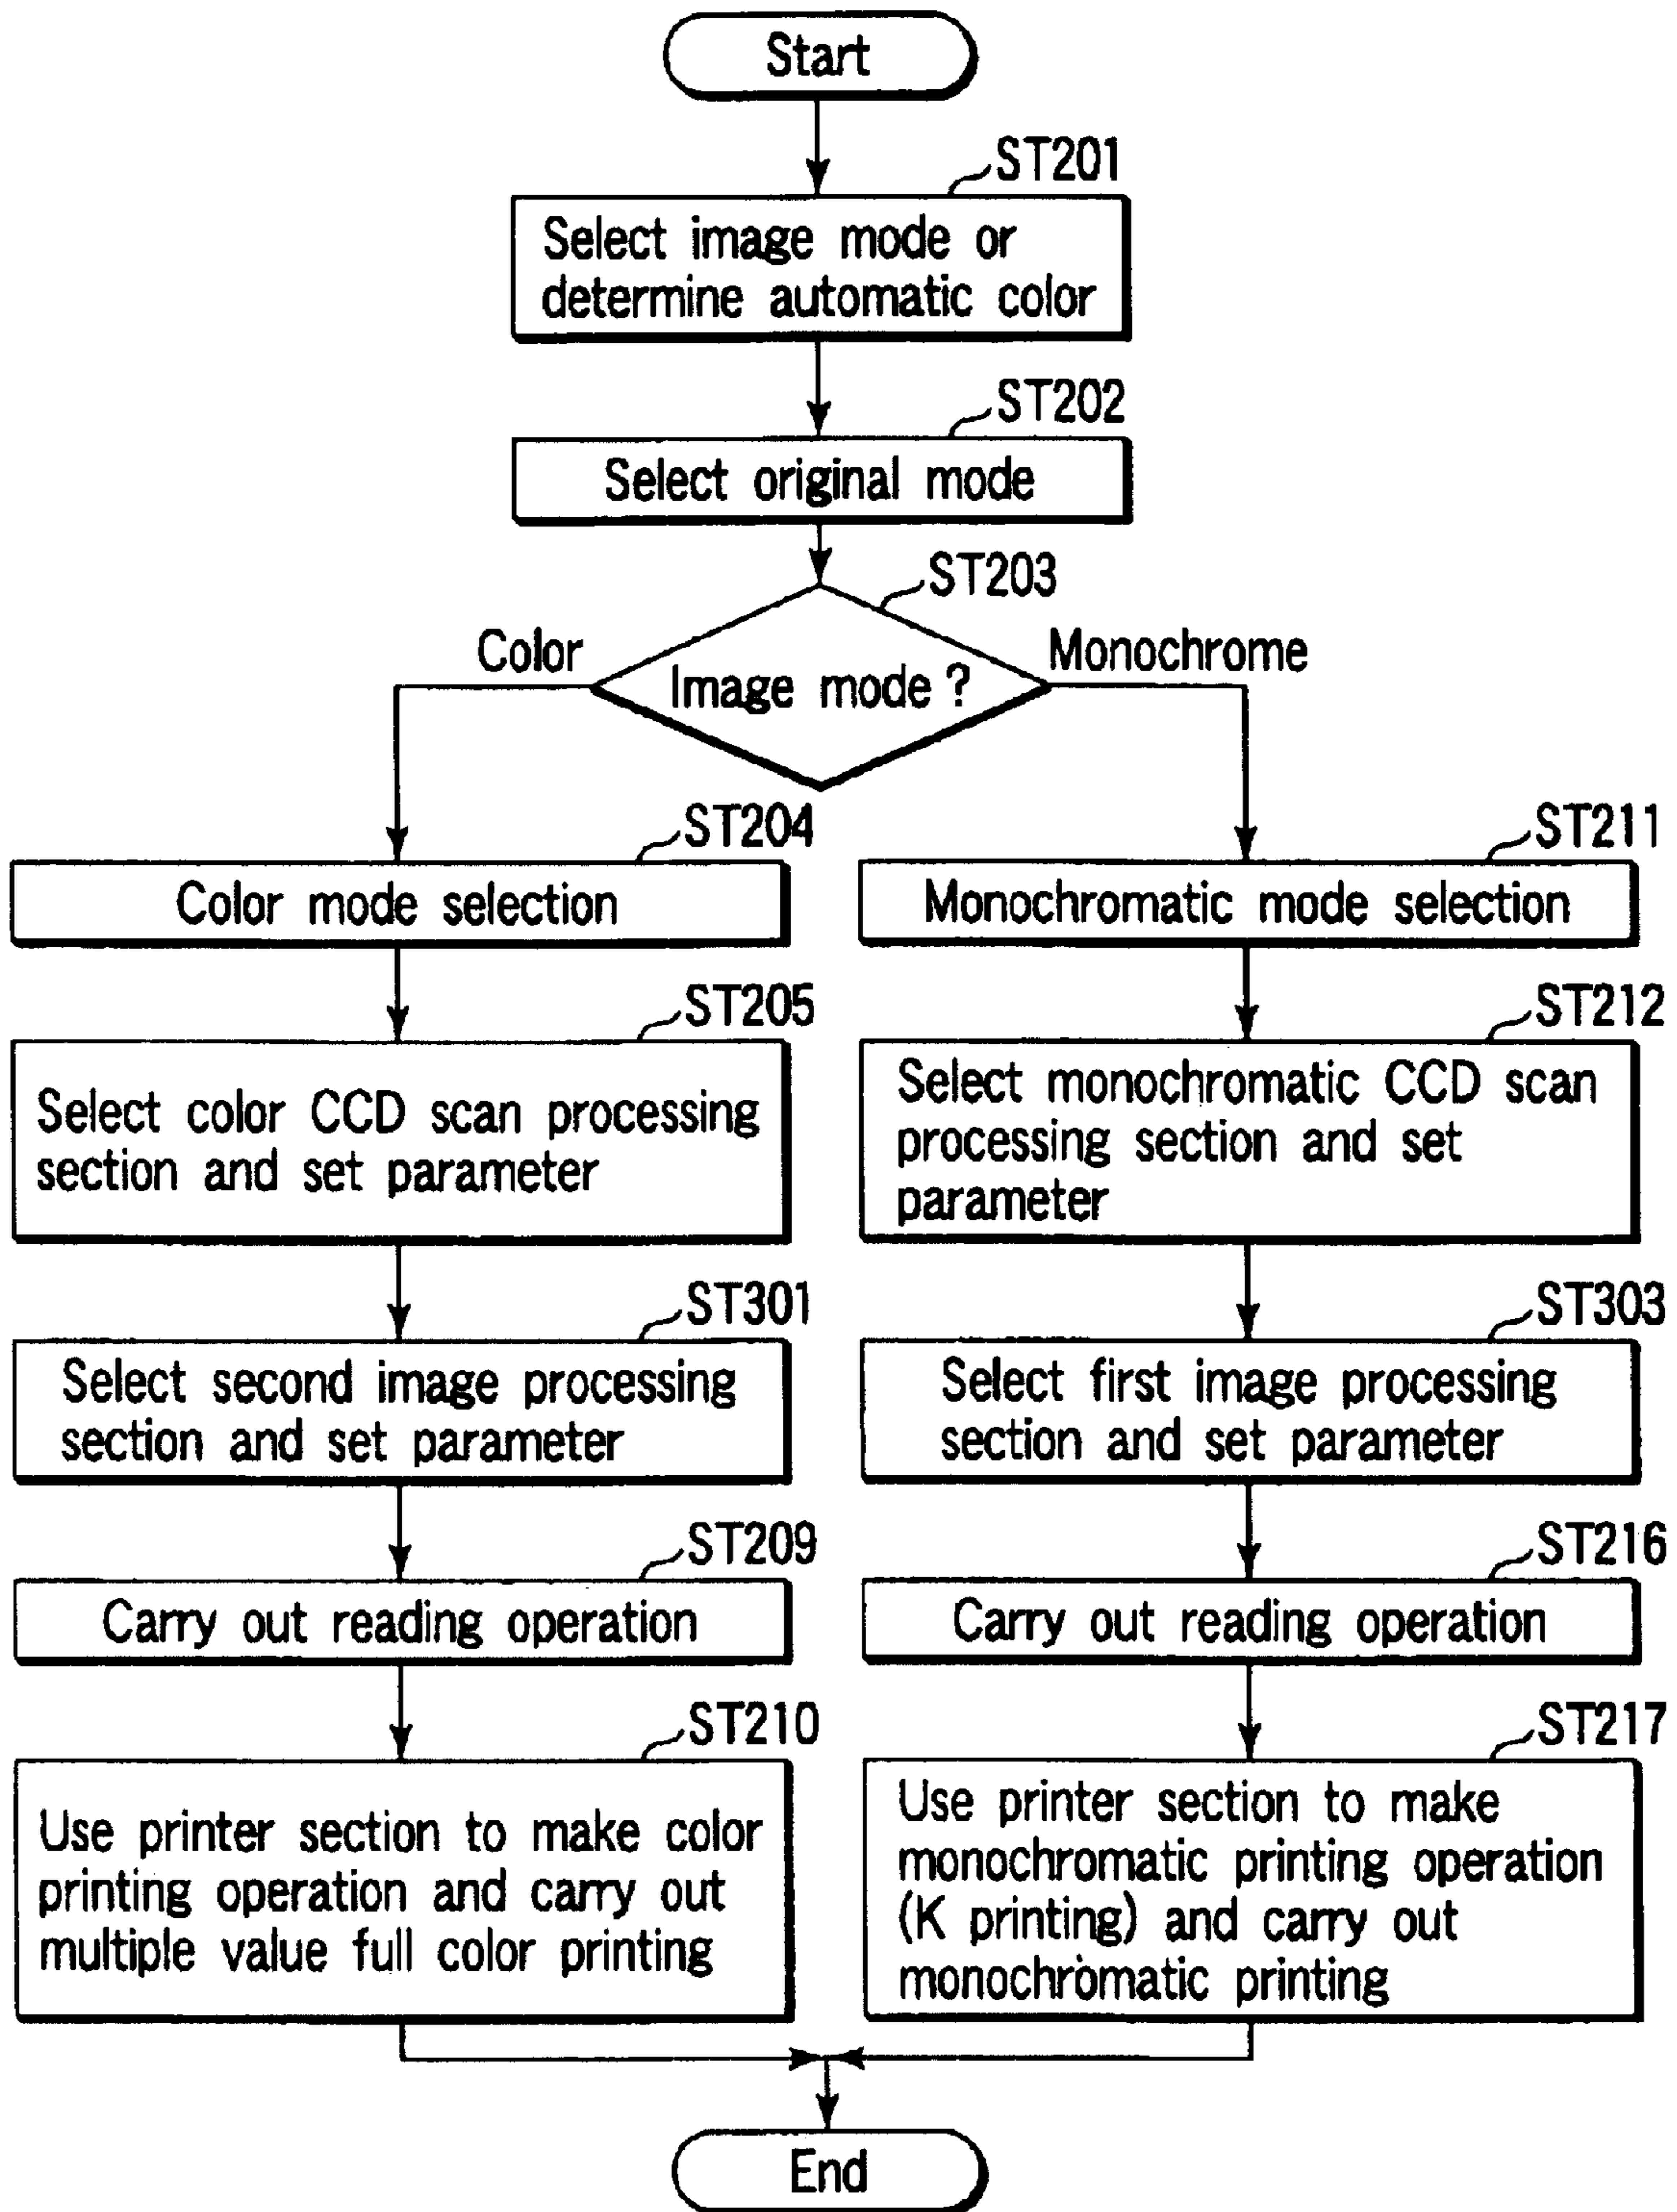 Start
ST201
Select image mode or
determine automatic color
ST202
Select original mode
ST203
Color
Image mode ?
Monochrome
ST204
Color mode selection
ST205
Select color CCD scan processing
section and set parameter
ST301
Select second image processing
section and set parameter
ST209
Carry out reading operation
ST210
Use printer section to make color
printing operation and carry out
multiple value full color printing
ST211
Monochromatic mode selection
ST212
Select monochromatic CCD scan
processing section and set
parameter
ST303
Select first image processing
section and set parameter
ST216
Carry out reading operation
ST217
Use printer section to make
monochromatic printing operation
(K printing) and carry out
monochromatic printing
End